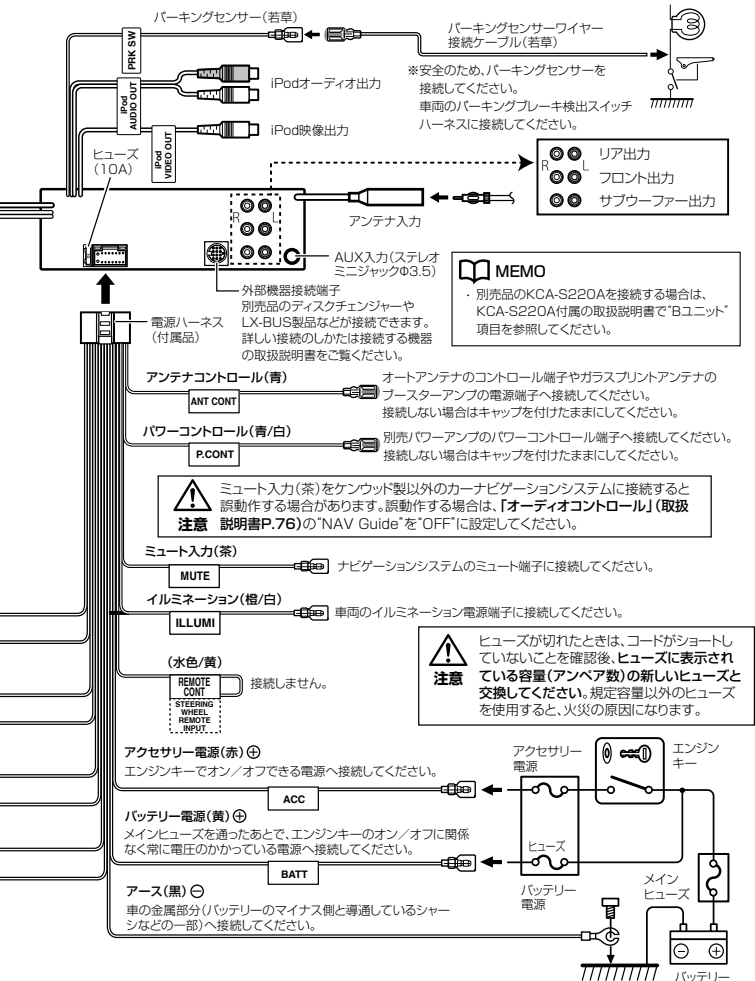 パーキングセンサー（若草）
PRK SW
パーキングセンサーワイヤー
接続ケーブル（若草）
※安全のため、パーキングセンサーを
接続してください。
車両のパーキングブレーキ検出スイッチ
ハーネスに接続してください。
iPod
AUDIO OUT
iPodオーディオ出力
iPod
VIDEO OUT
iPod映像出力
ヒューズ
（10A）
R
L
アンテナ入力
R
L
リア出力
フロント出力
サブウーファー出力
AUX入力（ステレオ
ミニジャックΦ3.5）
外部機器接続端子
別売品のディスクチェンジャーや
LX-BUS製品などが接続できます。
詳しい接続のしかたは接続する機器
の取扱説明書をご覧ください。
MEMO
・ 別売品のKCA-S220Aを接続する場合は、
KCA-S220A付属の取扱説明書で"Bユニット"
項目を参照してください。
電源ハーネス
（付属品）
アンテナコントロール（青）
ANT CONT
オートアンテナのコントロール端子やガラスプリントアンテナの
ブースターアンプの電源端子へ接続してください。
接続しない場合はキャップを付けたままにしてください。
パワーコントロール（青/白）
P.CONT
別売パワーアンプのパワーコントロール端子へ接続してください。
接続しない場合はキャップを付けたままにしてください。
注意
ミュート入力（茶）をケンウッド製以外のカーナビゲーションシステムに接続すると
誤動作する場合があります。誤動作する場合は、「オーディオコントロール」（取扱
説明書P.76）の"NAV Guide"を"OFF"に設定してください。
ミュート入力（茶）
MUTE
ナビゲーションシステムのミュート端子に接続してください。
イルミネーション（橙/白）
ILLUMI
車両のイルミネーション電源端子に接続してください。
注意
ヒューズが切れたときは、コードがショートし
ていないことを確認後、ヒューズに表示され
ている容量（アンペア数）の新しいヒューズと
交換してください。規定容量以外のヒューズ
を使用すると、火災の原因になります。
（水色/黄）
REMOTE
CONT
STEERING
WHEEL
REMOTE
INPUT
接続しません。
アクセサリー電源（赤）⊕
エンジンキーでオン／オフできる電源へ接続してください。
ACC
アクセサリー
電源
エンジン
キー
バッテリー電源（黄）⊕
メインヒューズを通ったあとで、エンジンキーのオン／オフに関係
なく常に電圧のかかっている電源へ接続してください。
BATT
ヒューズ
バッテリー
電源
メイン
ヒューズ
アース（黒）⊖
車の金属部分（バッテリーのマイナス側と導通しているシャー
シなどの一部）へ接続してください。
⊖ ⊕
バッテリー